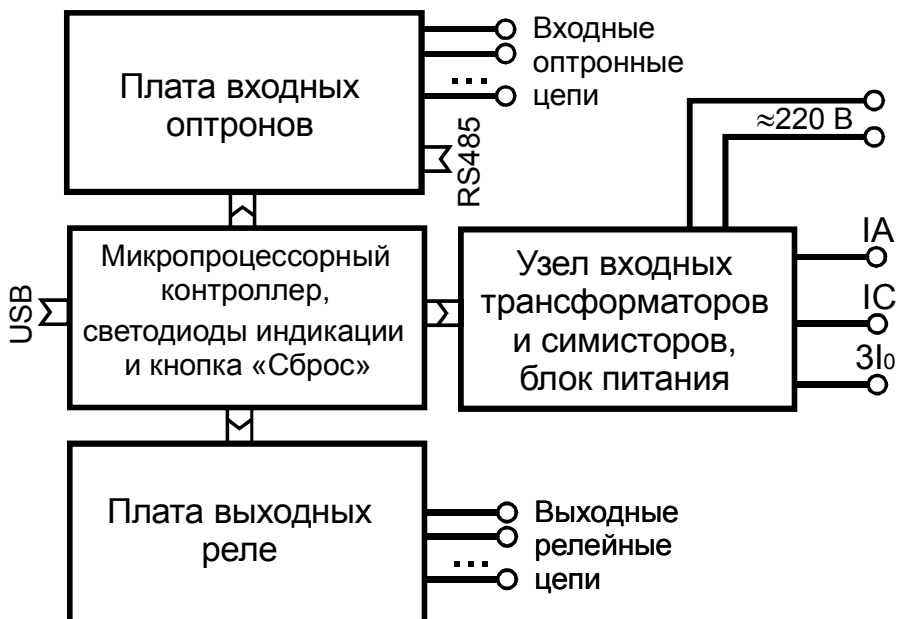 Плата входных
оптронов
Входные
оптронные
цепи
...
RS485
≈220 В
Микропроцессорный
контроллер,
светодиоды индикации
и кнопка «Сброс»
USB
Узел входных
трансформаторов
и симисторов,
блок питания
IA
IC
3I₀
Плата выходных
реле
Выходные
релейные
цепи
...